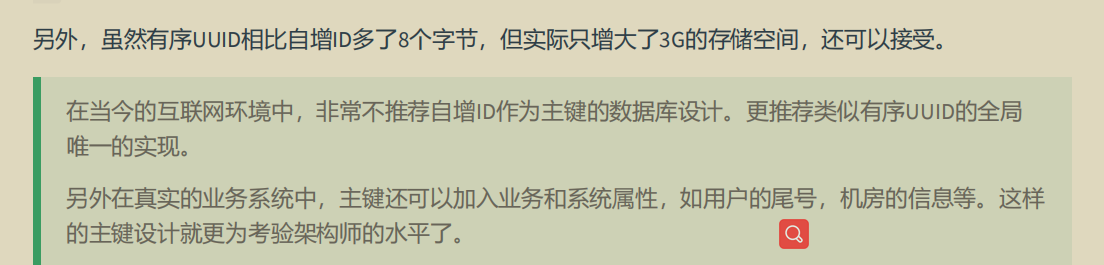 另外，虽然有序UUID相比自增ID多了8个字节，但实际只增大了3G的存储空间，还可以接受。
在当今的互联网环境中，非常不推荐自增ID作为主键的数据库设计。更推荐类似有序UUID的全局
唯一的实现。
另外在真实的业务系统中，主键还可以加入业务和系统属性，如用户的尾号，机房的信息等。这样
的主键设计就更为考验架构师的水平了。